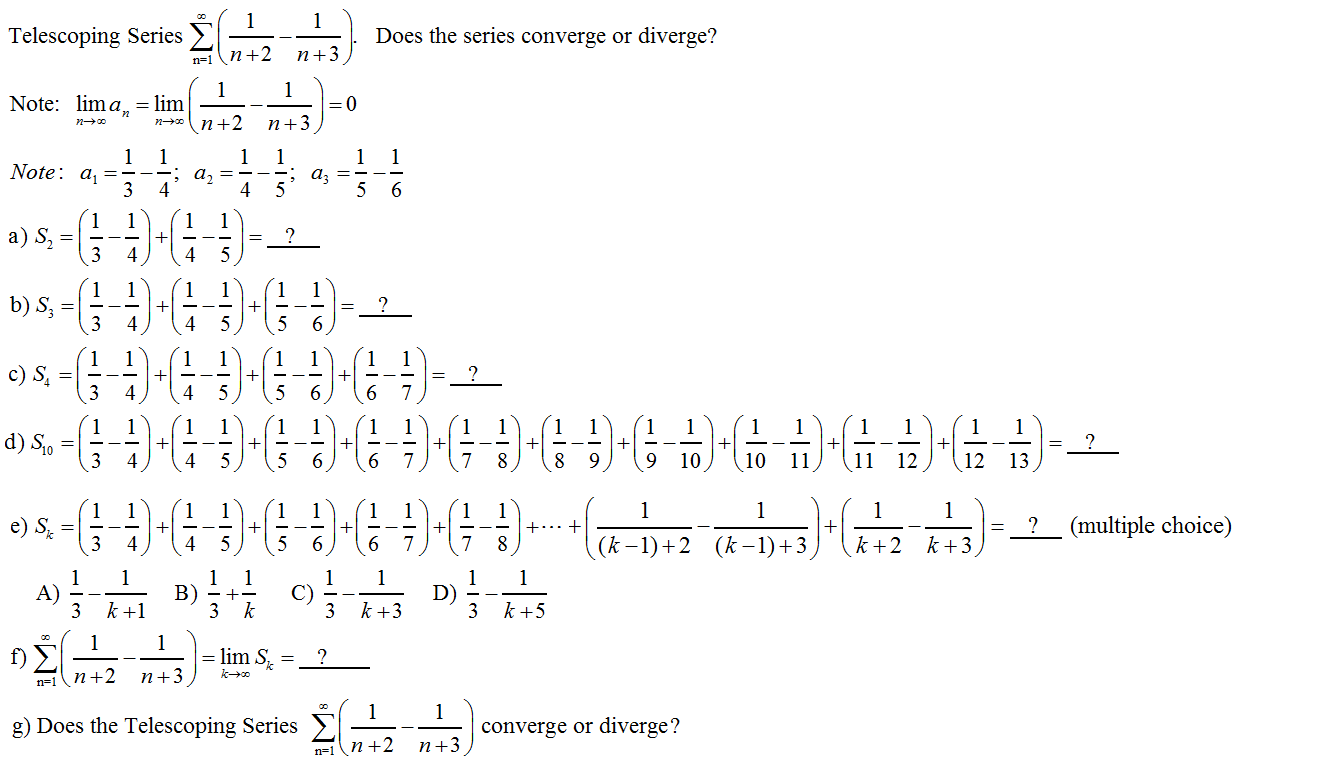 Telescoping Series $\sum_{n=1}^{\infty}\left(\frac{1}{n+2}-\frac{1}{n+3}\right)$. Does the series converge or diverge?
Note: $\lim_{n\to\infty} a_n = \lim_{n\to\infty}\left(\frac{1}{n+2}-\frac{1}{n+3}\right)=0$
Note: $a_1=\frac{1}{3}-\frac{1}{4}$; $a_2=\frac{1}{4}-\frac{1}{5}$; $a_3=\frac{1}{5}-\frac{1}{6}$
a) $S_2=\left(\frac{1}{3}-\frac{1}{4}\right)+\left(\frac{1}{4}-\frac{1}{5}\right)=$ __?__
b) $S_3=\left(\frac{1}{3}-\frac{1}{4}\right)+\left(\frac{1}{4}-\frac{1}{5}\right)+\left(\frac{1}{5}-\frac{1}{6}\right)=$ __?__
c) $S_4=\left(\frac{1}{3}-\frac{1}{4}\right)+\left(\frac{1}{4}-\frac{1}{5}\right)+\left(\frac{1}{5}-\frac{1}{6}\right)+\left(\frac{1}{6}-\frac{1}{7}\right)=$ __?__
d) $S_{10}=\left(\frac{1}{3}-\frac{1}{4}\right)+\left(\frac{1}{4}-\frac{1}{5}\right)+\left(\frac{1}{5}-\frac{1}{6}\right)+\left(\frac{1}{6}-\frac{1}{7}\right)+\left(\frac{1}{7}-\frac{1}{8}\right)+\left(\frac{1}{8}-\frac{1}{9}\right)+\left(\frac{1}{9}-\frac{1}{10}\right)+\left(\frac{1}{10}-\frac{1}{11}\right)+\left(\frac{1}{11}-\frac{1}{12}\right)+\left(\frac{1}{12}-\frac{1}{13}\right)=$ __?__
e) $S_k=\left(\frac{1}{3}-\frac{1}{4}\right)+\left(\frac{1}{4}-\frac{1}{5}\right)+\left(\frac{1}{5}-\frac{1}{6}\right)+\left(\frac{1}{6}-\frac{1}{7}\right)+\left(\frac{1}{7}-\frac{1}{8}\right)+\cdots+\left(\frac{1}{(k-1)+2}-\frac{1}{(k-1)+3}\right)+\left(\frac{1}{k+2}-\frac{1}{k+3}\right)=$ __?__ (multiple choice)
A) $\frac{1}{3}-\frac{1}{k+1}$ B) $\frac{1}{3}+\frac{1}{k}$ C) $\frac{1}{3}-\frac{1}{k+3}$ D) $\frac{1}{3}-\frac{1}{k+5}$
f) $\sum_{n=1}^{\infty}\left(\frac{1}{n+2}-\frac{1}{n+3}\right)=\lim_{k\to\infty} S_k=$ __?__
g) Does the Telescoping Series $\sum_{n=1}^{\infty}\left(\frac{1}{n+2}-\frac{1}{n+3}\right)$ converge or diverge?